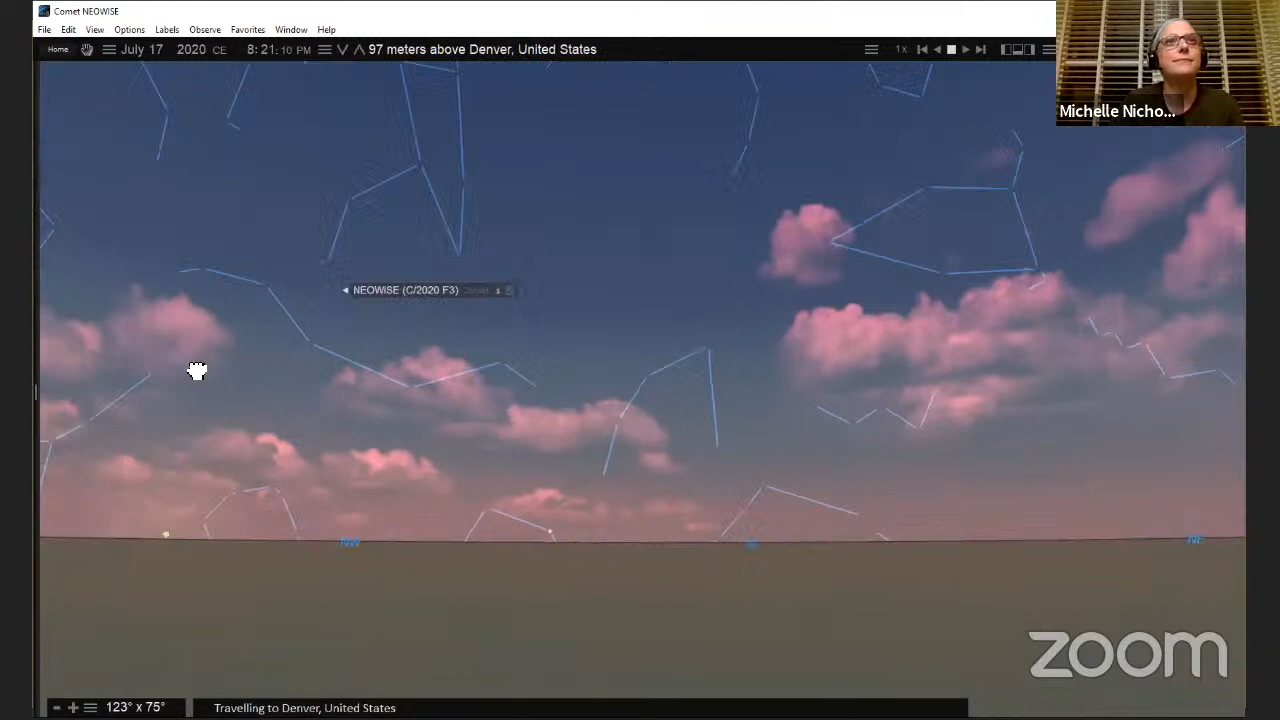 Comet NEOWISE
File Edit View Options Labels Observe Favorites Window Help
Home July 17 2020 CE 8:21:10 PM 97 meters above Denver, United States 1x
Michelle Nicho...
NEOWISE (C/2020 F3)
NW
NE
zoom
123° x 75° Travelling to Denver, United States